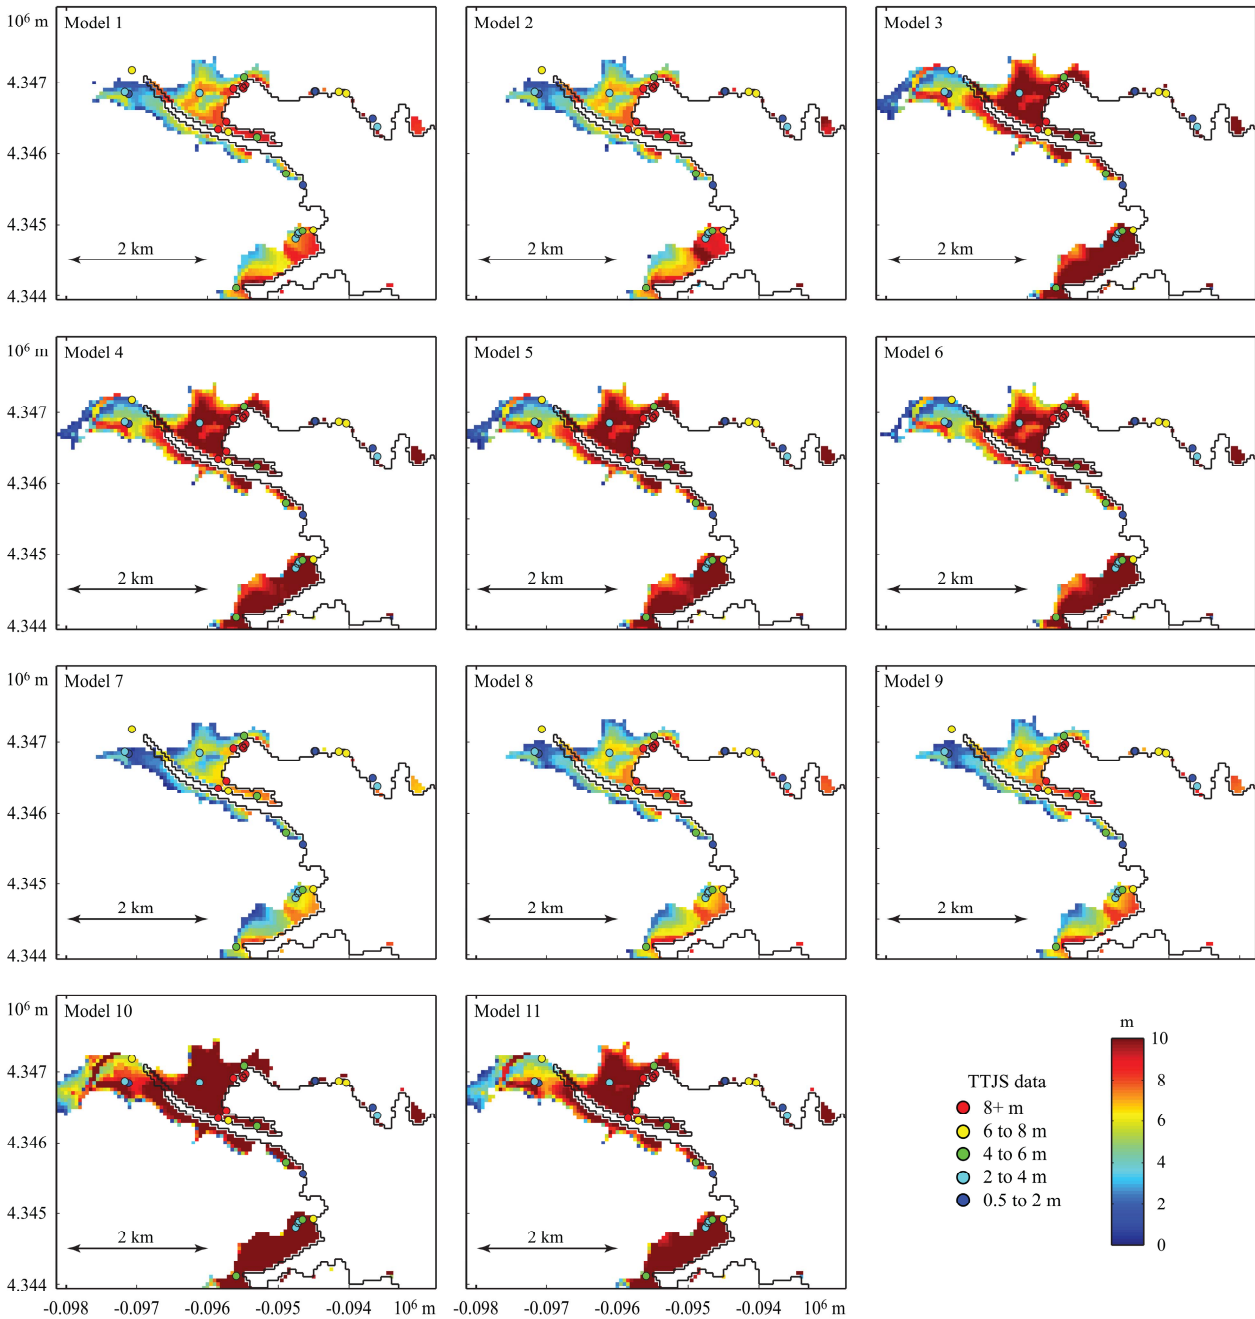 10⁶ m
Model 1
Model 2
Model 3
4.347
4.346
4.345
4.344
2 km
2 km
2 km
10⁶ m
Model 4
Model 5
Model 6
4.347
4.346
4.345
4.344
2 km
2 km
2 km
10⁶ m
Model 7
Model 8
Model 9
4.347
4.346
4.345
4.344
2 km
2 km
2 km
10⁶ m
Model 10
Model 11
4.347
4.346
4.345
4.344
2 km
2 km
-0.098 -0.097 -0.096 -0.095 -0.094 10⁶ m
-0.098 -0.097 -0.096 -0.095 -0.094 10⁶ m
TTJS data
8+ m
6 to 8 m
4 to 6 m
2 to 4 m
0.5 to 2 m
m
10
8
6
4
2
0